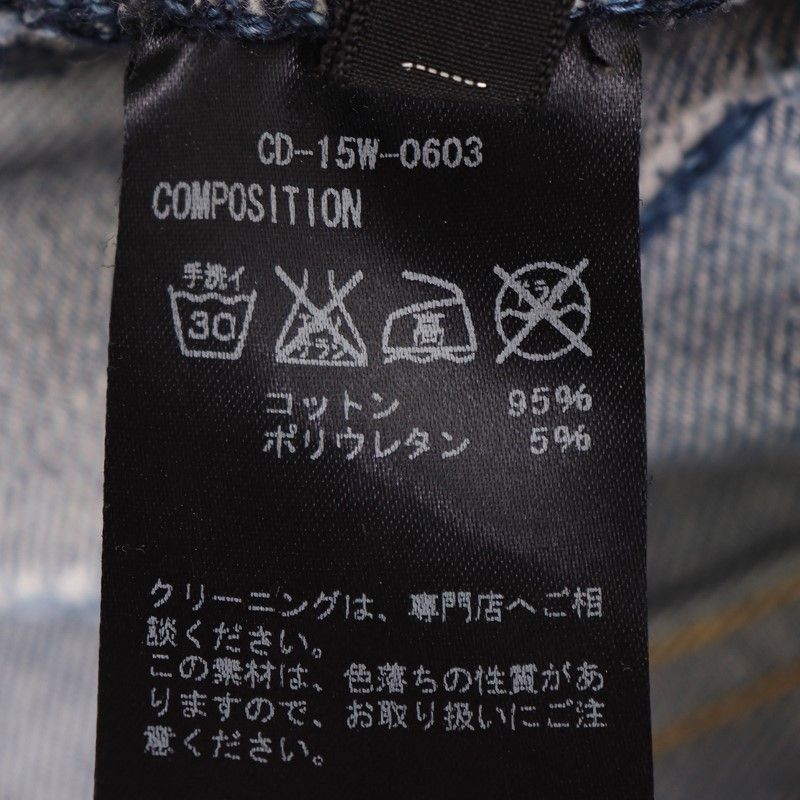 CD-15W-0603
COMPOSITION
手洗イ
30
エンソサラシ
高
ドライ
コットン 95%
ポリウレタン 5%
クリーニングは、専門店へご相
談ください。
この素材は、色落ちの性質があ
りますので、お取り扱いにご注
意ください。